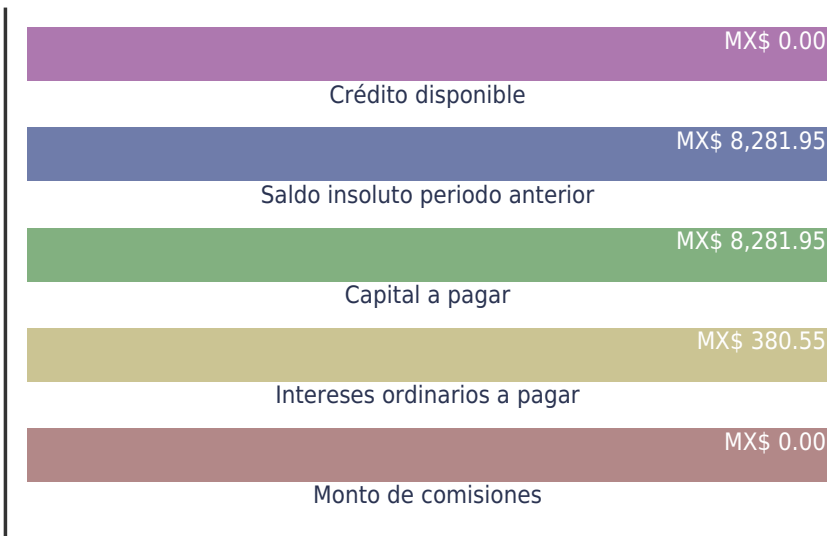 MX$ 0.00
Crédito disponible
MX$ 8,281.95
Saldo insoluto periodo anterior
MX$ 8,281.95
Capital a pagar
MX$ 380.55
Intereses ordinarios a pagar
MX$ 0.00
Monto de comisiones